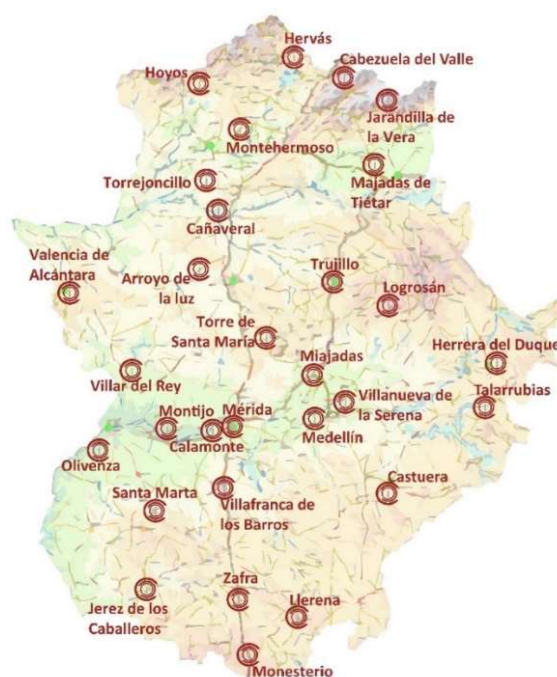 Hervás
Cabezuela del Valle
Hoyos
Jarandilla de
la Vera
Montehermoso
Majadas de
Tiétar
Torrejoncillo
Cañaveral
Valencia de
Alcántara
Arroyo de
la luz
Trujillo
Logrosán
Torre de
Santa María
Herrera del Duque
Miajadas
Villar del Rey
Villanueva de
la Serena
Talarrubias
Montijo
Mérida
Calamonte
Medellín
Olivenza
Santa Marta
Villafranca de
los Barros
Castuera
Zafra
Jerez de los
Caballeros
Llerena
Monesterio